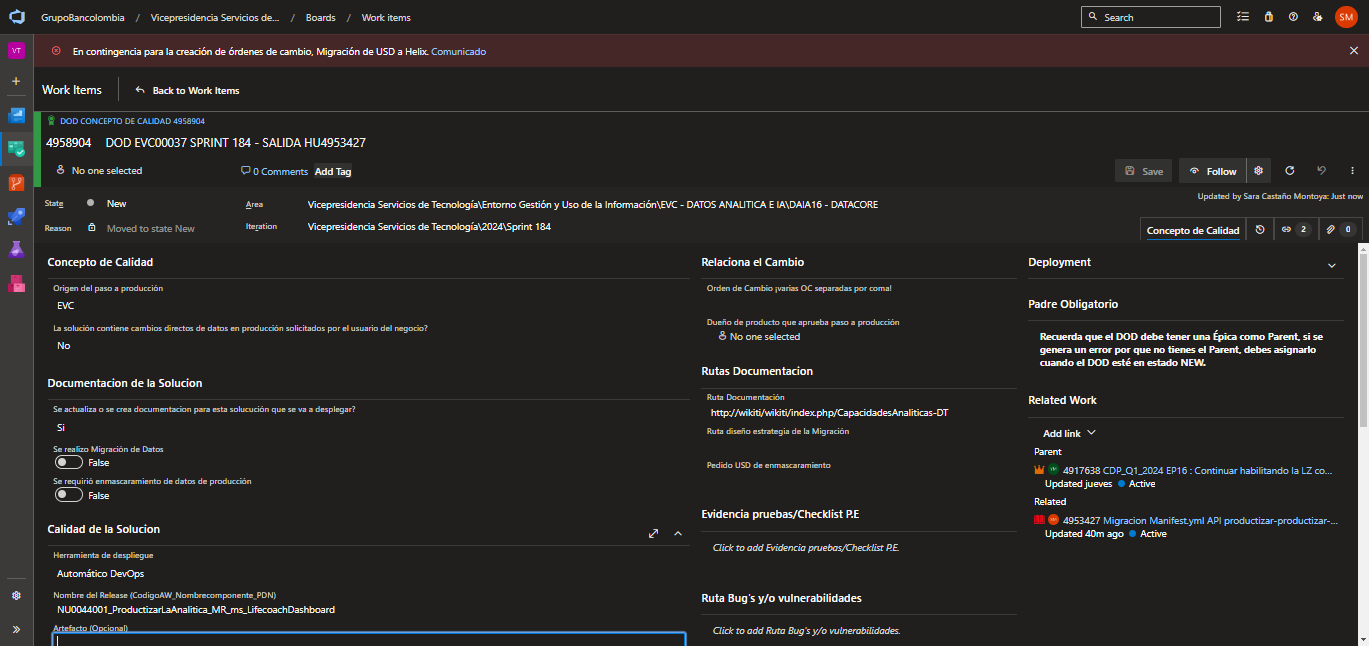 GrupoBancolombia / Vicepresidencia Servicios de... / Boards / Work items
Search
SM
VT
En contingencia para la creación de órdenes de cambio, Migración de USD a Helix. Comunicado
Work Items
Back to Work Items
DOD CONCEPTO DE CALIDAD 4958904
4958904 DOD EVC00037 SPRINT 184 - SALIDA HU4953427
No one selected
0 Comments
Add Tag
Save
Follow
State
New
Area
Vicepresidencia Servicios de Tecnología\Entorno Gestión y Uso de la Información\EVC - DATOS ANALITICA E IA\DAIA16 - DATACORE
Updated by Sara Castaño Montoya: Just now
Reason
Moved to state New
Iteration
Vicepresidencia Servicios de Tecnología\2024\Sprint 184
Concepto de Calidad
2
0
Concepto de Calidad
Origen del paso a producción
EVC
La solución contiene cambios directos de datos en producción solicitados por el usuario del negocio?
No
Documentacion de la Solucion
Se actualiza o se crea documentacion para esta solucución que se va a desplegar?
Si
Se realizo Migración de Datos
False
Se requirió enmascaramiento de datos de producción
False
Calidad de la Solucion
Herramienta de despliegue
Automático DevOps
Nombre del Release (CodigoAW_Nombrecomponente_PDN)
NU0044001_ProductizarLaAnalitica_MR_ms_LifecoachDashboard
Artefacto (Opcional)
Relaciona el Cambio
Orden de Cambio ¡varias OC separadas por coma!
Dueño de producto que aprueba paso a producción
No one selected
Rutas Documentacion
Ruta Documentación
http://wikiti/wikiti/index.php/CapacidadesAnaliticas-DT
Ruta diseño estrategia de la Migración
Pedido USD de enmascaramiento
Evidencia pruebas/Checklist P.E
Click to add Evidencia pruebas/Checklist P.E.
Ruta Bug's y/o vulnerabilidades
Click to add Ruta Bug's y/o vulnerabilidades.
Deployment
Padre Obligatorio
Recuerda que el DOD debe tener una Épica como Parent, si se
genera un error por que no tienes el Parent, debes asignarlo
cuando el DOD esté en estado NEW.
Related Work
Add link
Parent
4917638 CDP_Q1_2024 EP16 : Continuar habilitando la LZ co...
Updated jueves Active
Related
4953427 Migracion Manifest.yml API productizar-productizar-...
Updated 40m ago Active